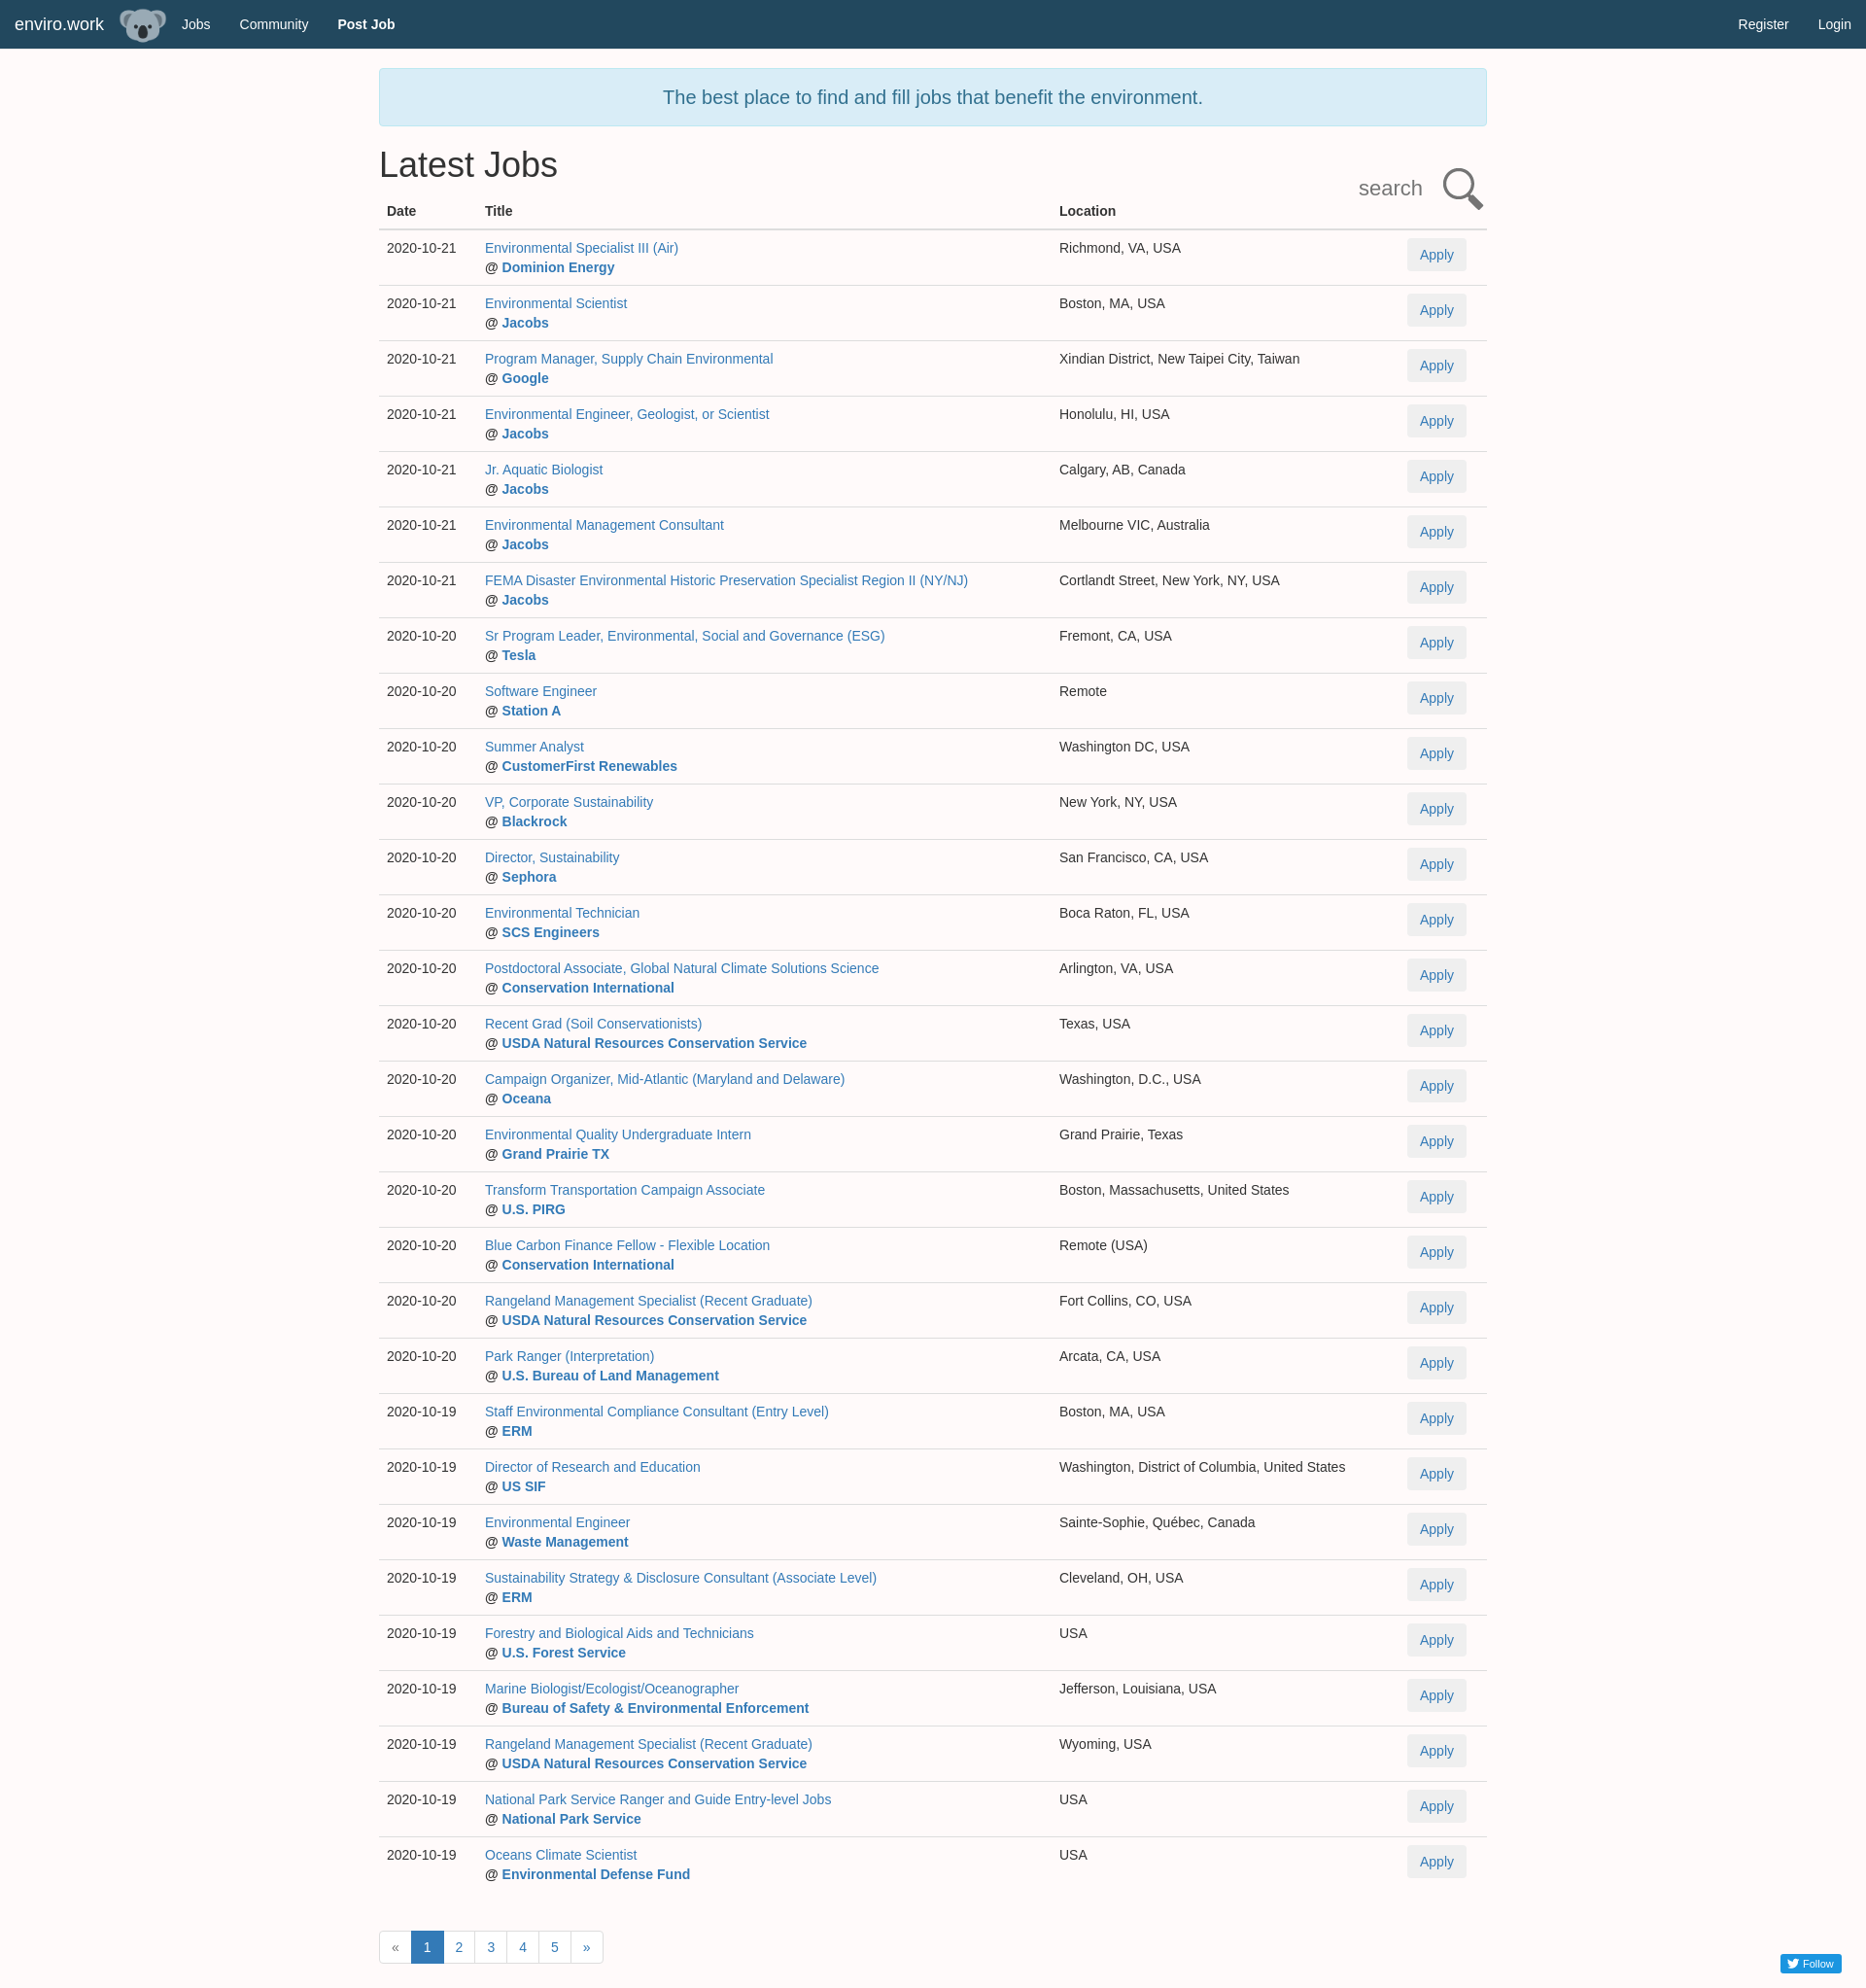 enviro.work Jobs Community Post Job Register Login
The best place to find and fill jobs that benefit the environment.
Latest Jobs
search
Date Title Location
2020-10-21 Environmental Specialist III (Air) Richmond, VA, USA Apply
@ Dominion Energy
2020-10-21 Environmental Scientist Boston, MA, USA Apply
@ Jacobs
2020-10-21 Program Manager, Supply Chain Environmental Xindian District, New Taipei City, Taiwan Apply
@ Google
2020-10-21 Environmental Engineer, Geologist, or Scientist Honolulu, HI, USA Apply
@ Jacobs
2020-10-21 Jr. Aquatic Biologist Calgary, AB, Canada Apply
@ Jacobs
2020-10-21 Environmental Management Consultant Melbourne VIC, Australia Apply
@ Jacobs
2020-10-21 FEMA Disaster Environmental Historic Preservation Specialist Region II (NY/NJ) Cortlandt Street, New York, NY, USA Apply
@ Jacobs
2020-10-20 Sr Program Leader, Environmental, Social and Governance (ESG) Fremont, CA, USA Apply
@ Tesla
2020-10-20 Software Engineer Remote Apply
@ Station A
2020-10-20 Summer Analyst Washington DC, USA Apply
@ CustomerFirst Renewables
2020-10-20 VP, Corporate Sustainability New York, NY, USA Apply
@ Blackrock
2020-10-20 Director, Sustainability San Francisco, CA, USA Apply
@ Sephora
2020-10-20 Environmental Technician Boca Raton, FL, USA Apply
@ SCS Engineers
2020-10-20 Postdoctoral Associate, Global Natural Climate Solutions Science Arlington, VA, USA Apply
@ Conservation International
2020-10-20 Recent Grad (Soil Conservationists) Texas, USA Apply
@ USDA Natural Resources Conservation Service
2020-10-20 Campaign Organizer, Mid-Atlantic (Maryland and Delaware) Washington, D.C., USA Apply
@ Oceana
2020-10-20 Environmental Quality Undergraduate Intern Grand Prairie, Texas Apply
@ Grand Prairie TX
2020-10-20 Transform Transportation Campaign Associate Boston, Massachusetts, United States Apply
@ U.S. PIRG
2020-10-20 Blue Carbon Finance Fellow - Flexible Location Remote (USA) Apply
@ Conservation International
2020-10-20 Rangeland Management Specialist (Recent Graduate) Fort Collins, CO, USA Apply
@ USDA Natural Resources Conservation Service
2020-10-20 Park Ranger (Interpretation) Arcata, CA, USA Apply
@ U.S. Bureau of Land Management
2020-10-19 Staff Environmental Compliance Consultant (Entry Level) Boston, MA, USA Apply
@ ERM
2020-10-19 Director of Research and Education Washington, District of Columbia, United States Apply
@ US SIF
2020-10-19 Environmental Engineer Sainte-Sophie, Québec, Canada Apply
@ Waste Management
2020-10-19 Sustainability Strategy & Disclosure Consultant (Associate Level) Cleveland, OH, USA Apply
@ ERM
2020-10-19 Forestry and Biological Aids and Technicians USA Apply
@ U.S. Forest Service
2020-10-19 Marine Biologist/Ecologist/Oceanographer Jefferson, Louisiana, USA Apply
@ Bureau of Safety & Environmental Enforcement
2020-10-19 Rangeland Management Specialist (Recent Graduate) Wyoming, USA Apply
@ USDA Natural Resources Conservation Service
2020-10-19 National Park Service Ranger and Guide Entry-level Jobs USA Apply
@ National Park Service
2020-10-19 Oceans Climate Scientist USA Apply
@ Environmental Defense Fund
« 1 2 3 4 5 »
Follow